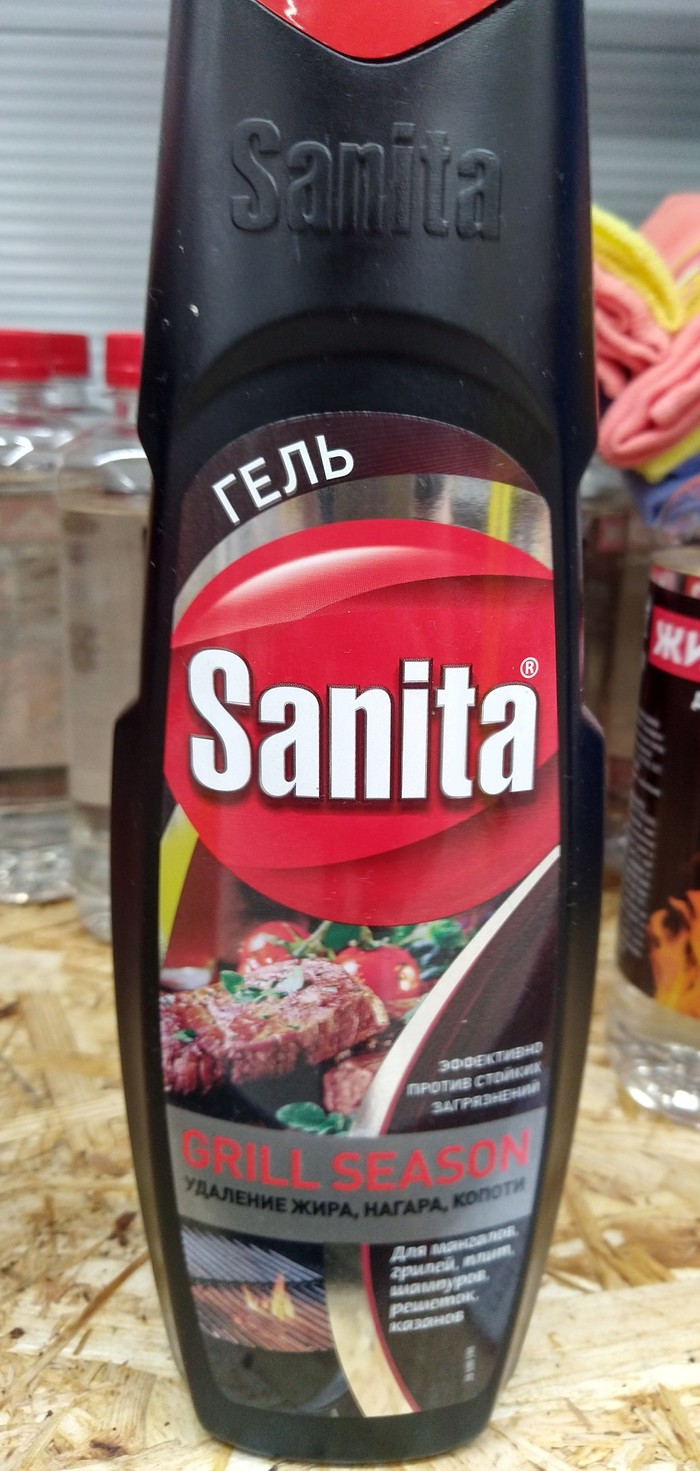 Sanita
ГЕЛЬ
Sanita®
ЭФФЕКТИВНО
ПРОТИВ СТОЙКИХ
ЗАГРЯЗНЕНИЙ
GRILL SEASON
УДАЛЕНИЕ ЖИРА, НАГАРА, КОПОТИ
Для мангалов,
грилей, плит,
шампуров,
решеток,
казанов
ЖИ